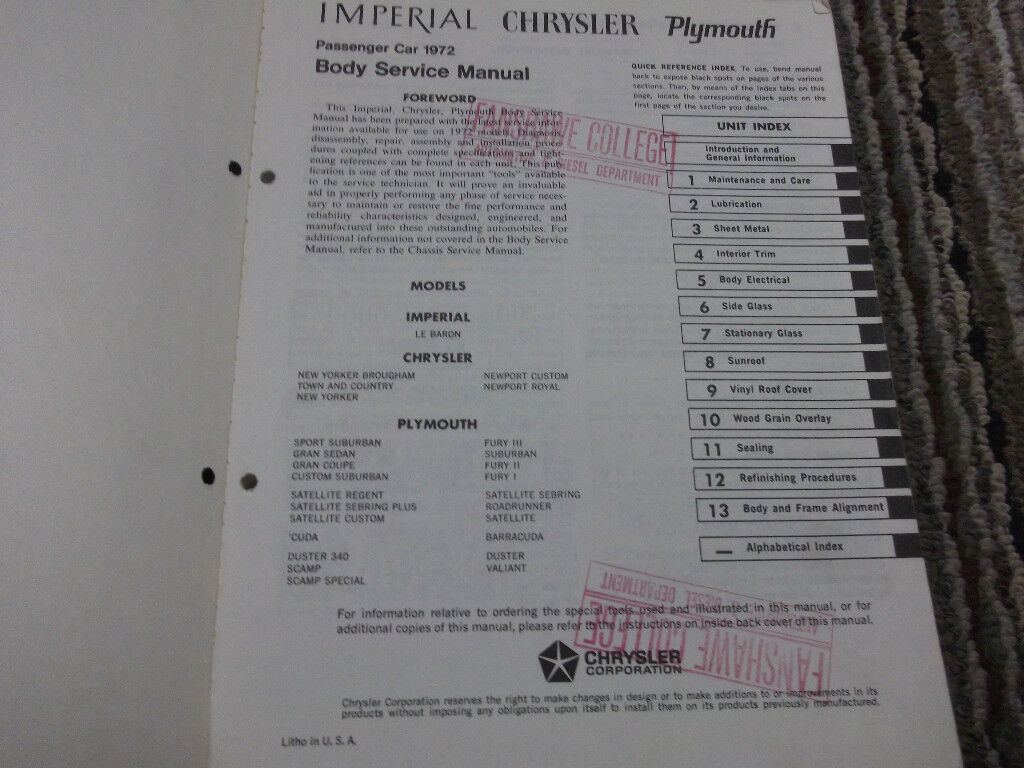 IMPERIAL CHRYSLER Plymouth
Passenger Car 1972
Body Service Manual
FOREWORD
This Imperial, Chrysler, Plymouth Body Service
Manual has been prepared with the latest service infor-
mation available for use on 1972 models. Diagnosis,
disassembly, repair, assembly and installation proce-
dures coupled with complete specifications and tight-
ening references can be found in each unit. This pub-
lication is one of the most important "tools" available
to the service technician. It will prove an invaluable
aid in properly performing any phase of service neces-
sary to maintain or restore the fine performance and
reliability characteristics designed, engineered, and
manufactured into these outstanding automobiles. For
additional information not covered in the Body Service
Manual, refer to the Chassis Service Manual.
FANSHAWE COLLEGE
DIESEL DEPARTMENT
MODELS
IMPERIAL
LE BARON
CHRYSLER
NEW YORKER BROUGHAM NEWPORT CUSTOM
TOWN AND COUNTRY NEWPORT ROYAL
NEW YORKER
PLYMOUTH
SPORT SUBURBAN FURY III
GRAN SEDAN SUBURBAN
GRAN COUPE FURY II
CUSTOM SUBURBAN FURY I
SATELLITE REGENT SATELLITE SEBRING
SATELLITE SEBRING PLUS ROADRUNNER
SATELLITE CUSTOM SATELLITE
'CUDA BARRACUDA
DUSTER 340 DUSTER
SCAMP VALIANT
SCAMP SPECIAL
QUICK REFERENCE INDEX. To use, bend manual
back to expose black spots on pages of the various
sections. Then, by means of the index tabs on this
page, locate the corresponding black spots on the
first page of the section you desire.
UNIT INDEX
Introduction and
General Information
1 Maintenance and Care
2 Lubrication
3 Sheet Metal
4 Interior Trim
5 Body Electrical
6 Side Glass
7 Stationary Glass
8 Sunroof
9 Vinyl Roof Cover
10 Wood Grain Overlay
11 Sealing
12 Refinishing Procedures
13 Body and Frame Alignment
— Alphabetical Index
For information relative to ordering the special tools used and illustrated in this manual, or for
additional copies of this manual, please refer to the instructions on inside back cover of this manual.
FANSHAWE COLLEGE
DIESEL DEPARTMENT
CHRYSLER
CORPORATION
Chrysler Corporation reserves the right to make changes in design or to make additions to or improvements in its
products without imposing any obligations upon itself to install them on its products previously manufactured.
Litho in U. S. A.